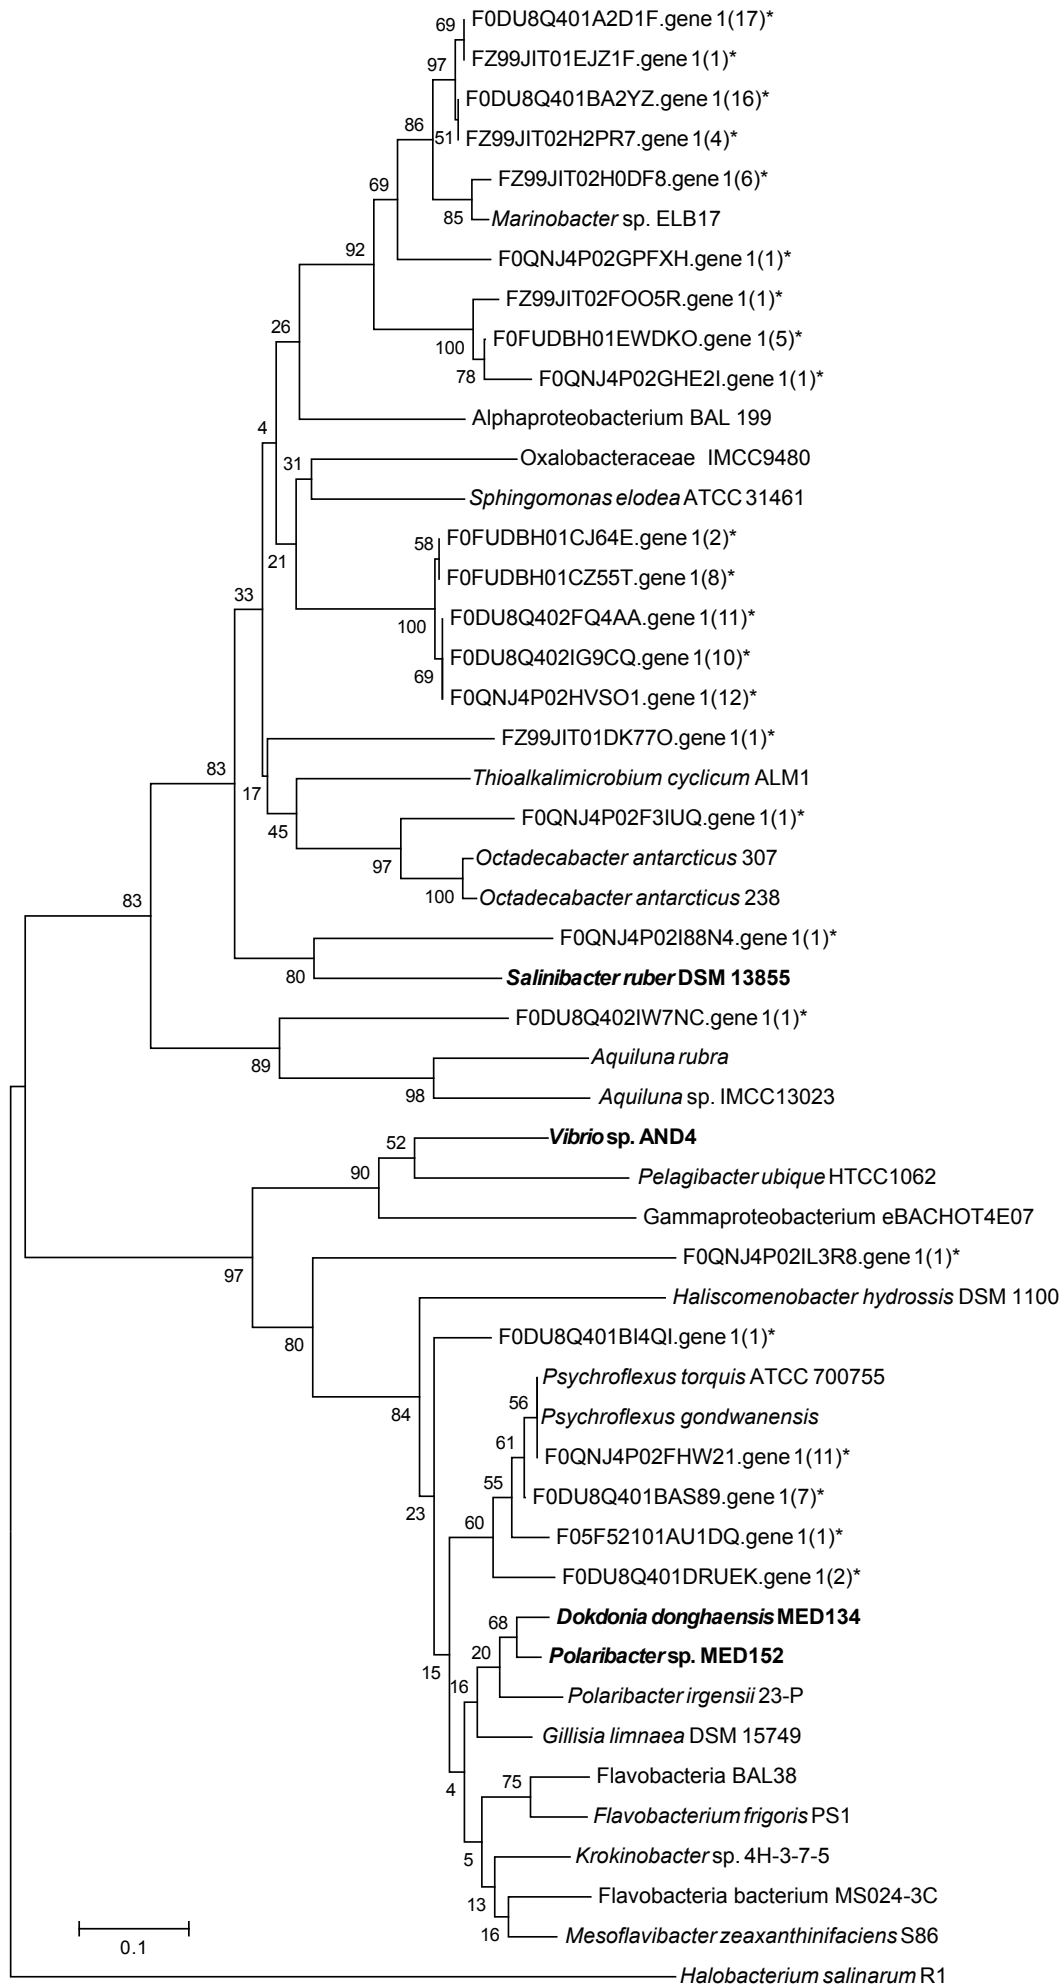 F0DU8Q401A2D1F.gene 1(17)*
69
FZ99JIT01EJZ1F.gene 1(1)*
97
F0DU8Q401BA2YZ.gene 1(16)*
86
51
FZ99JIT02H2PR7.gene 1(4)*
FZ99JIT02H0DF8.gene 1(6)*
69
85
Marinobacter sp. ELB17
92
F0QNJ4P02GPFXH.gene 1(1)*
FZ99JIT02FOO5R.gene 1(1)*
26
F0FUDBH01EWDKO.gene 1(5)*
100
78
F0QNJ4P02GHE2I.gene 1(1)*
Alphaproteobacterium BAL 199
4
Oxalobacteraceae IMCC9480
31
Sphingomonas elodea ATCC 31461
F0FUDBH01CJ64E.gene 1(2)*
58
21
F0FUDBH01CZ55T.gene 1(8)*
33
F0DU8Q402FQ4AA.gene 1(11)*
100
F0DU8Q402IG9CQ.gene 1(10)*
69
F0QNJ4P02HVSO1.gene 1(12)*
FZ99JIT01DK77O.gene 1(1)*
83
Thioalkalimicrobium cyclicum ALM1
17
F0QNJ4P02F3IUQ.gene 1(1)*
45
Octadecabacter antarcticus 307
97
Octadecabacter antarcticus 238
100
83
F0QNJ4P02I88N4.gene 1(1)*
80
Salinibacter ruber DSM 13855
F0DU8Q402IW7NC.gene 1(1)*
Aquiluna rubra
89
98
Aquiluna sp. IMCC13023
Vibrio sp. AND4
52
90
Pelagibacter ubique HTCC1062
Gammaproteobacterium eBACHOT4E07
F0QNJ4P02IL3R8.gene 1(1)*
97
Haliscomenobacter hydrossis DSM 1100
F0DU8Q401BI4QI.gene 1(1)*
80
Psychroflexus torquis ATCC 700755
56
84
Psychroflexus gondwanensis
61
F0QNJ4P02FHW21.gene 1(11)*
55
F0DU8Q401BAS89.gene 1(7)*
23
60
F05F52101AU1DQ.gene 1(1)*
F0DU8Q401DRUEK.gene 1(2)*
Dokdonia donghaensis MED134
68
20
Polaribacter sp. MED152
15
16
Polaribacter irgensii 23-P
Gillisia limnaea DSM 15749
Flavobacteria BAL38
75
4
Flavobacterium frigoris PS1
Krokinobacter sp. 4H-3-7-5
5
Flavobacteria bacterium MS024-3C
13
16
Mesoflavibacter zeaxanthinifaciens S86
0.1
Halobacterium salinarum R1